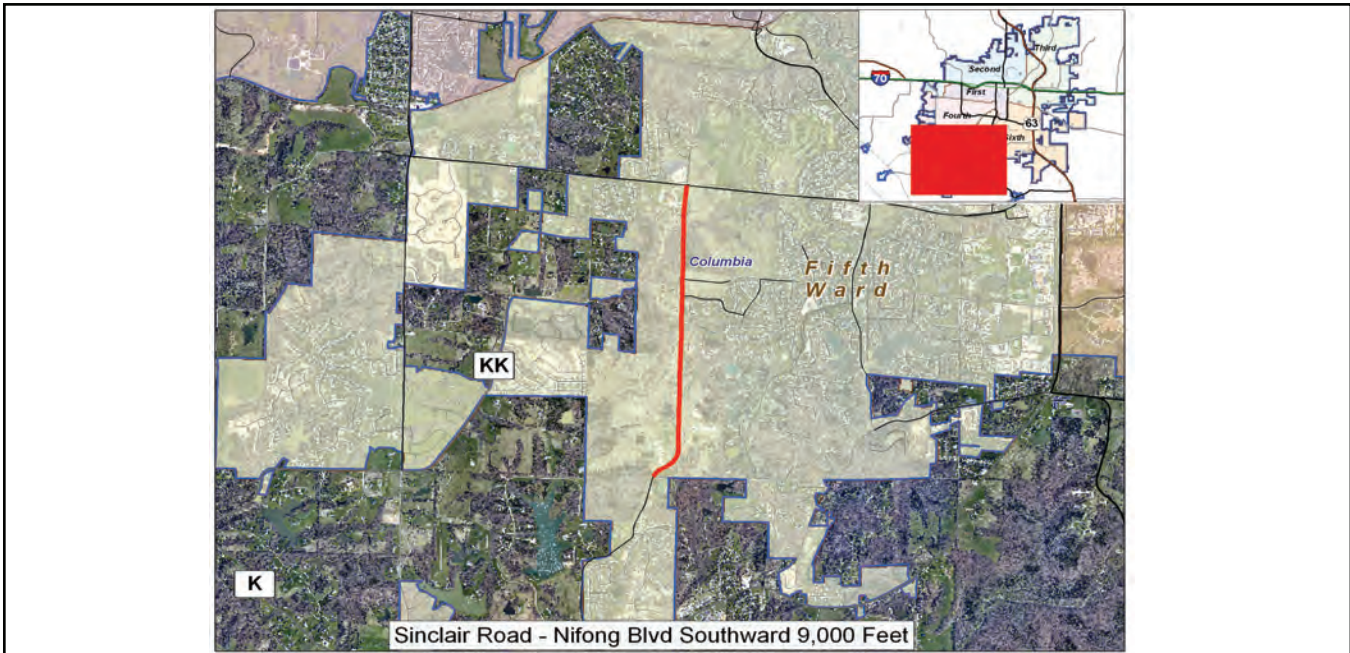 Third
Second
70
First
Fourth
63
Sixth
Columbia
Fifth
Ward
KK
K
Sinclair Road - Nifong Blvd Southward 9,000 Feet